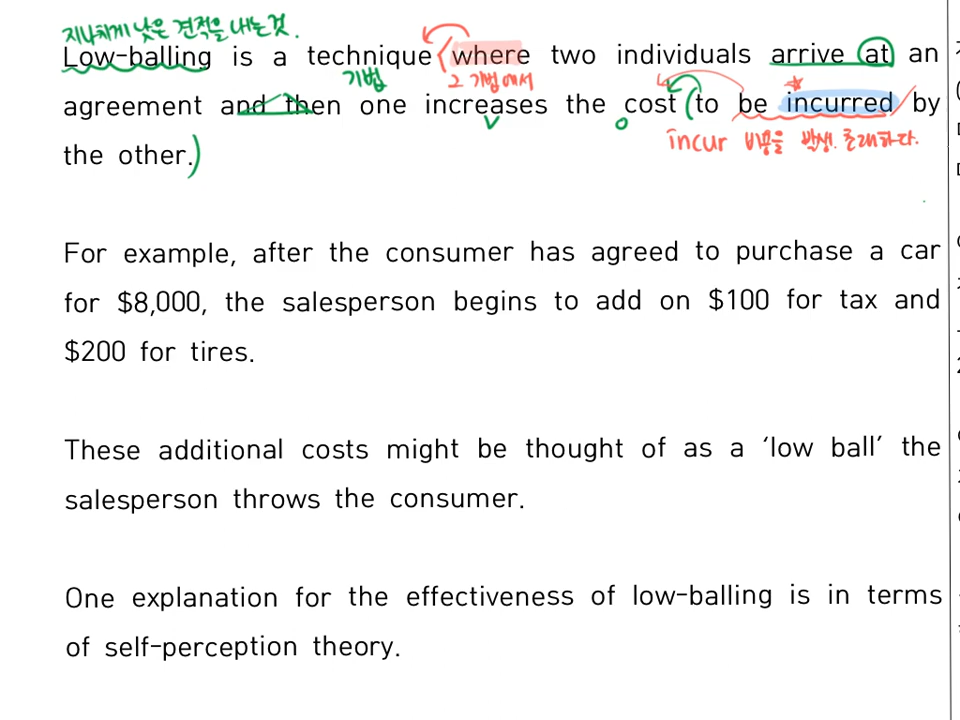 지나치게 낮은 견적을 내는것.
Low-balling is a technique where two individuals arrive at an
기법 그 기법에서
agreement and then one increases the cost to be incurred by
incur 비용을 발생.초래하다.
the other.
For example, after the consumer has agreed to purchase a car
for $8,000, the salesperson begins to add on $100 for tax and
$200 for tires.
These additional costs might be thought of as a ‘low ball’ the
salesperson throws the consumer.
One explanation for the effectiveness of low-balling is in terms
of self-perception theory.